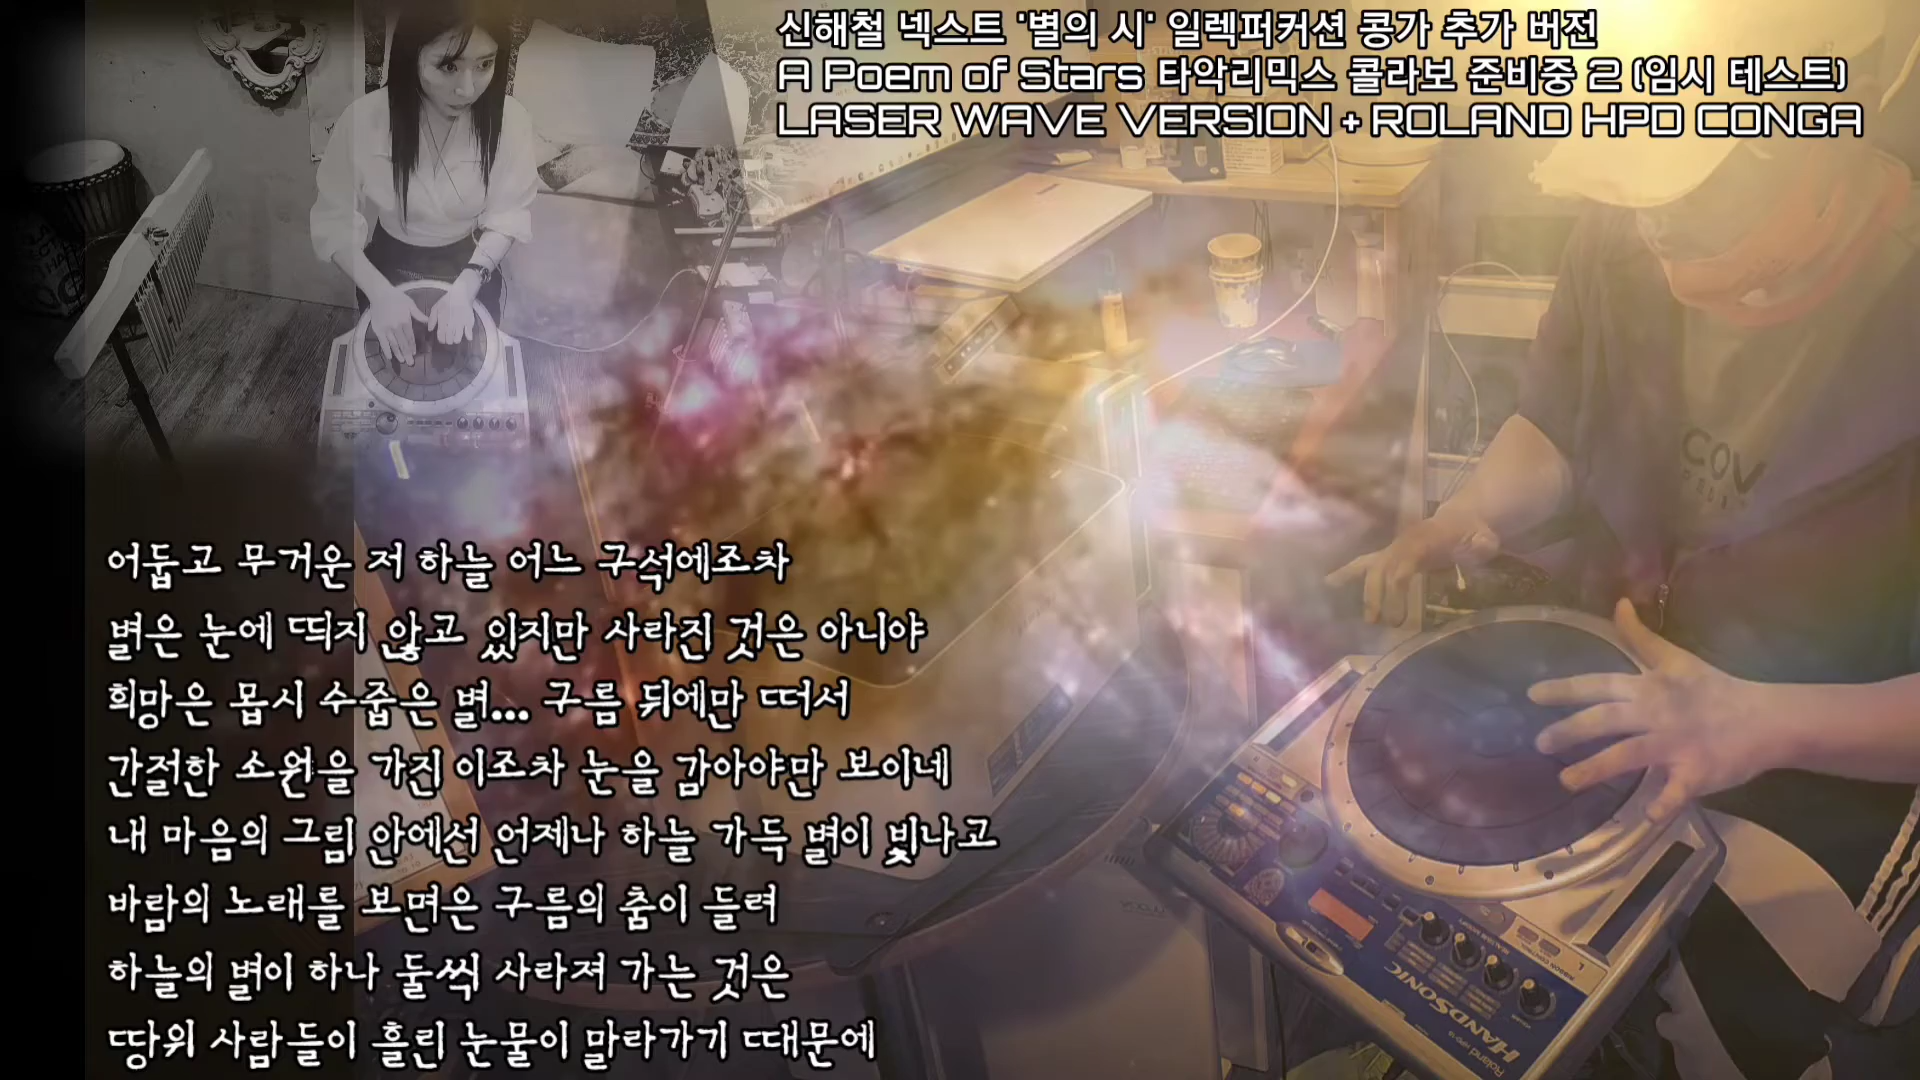 신해철 넥스트 '별의 시' 일렉퍼커션 콩가 추가 버전
A Poem of Stars 타악리믹스 콜라보 준비중 2 (임시 테스트)
LASER WAVE VERSION + ROLAND HPD CONGA
어둡고 무거운 저 하늘 어느 구석에조차
별은 눈에 띄지 않고 있지만 사라진 것은 아니야
희망은 몹시 수줍은 별... 구름 뒤에만 떠서
간절한 소원을 가진 이조차 눈을 감아야만 보이네
내 마음의 그림 안에선 언제나 하늘 가득 별이 빛나고
바람의 노래를 보면은 구름의 춤이 들려
하늘의 별이 하나 둘씩 사라져 가는 것은
땅위 사람들이 흘린 눈물이 말라가기 때문에
COV
HANDSONIC
Roland HPD-15